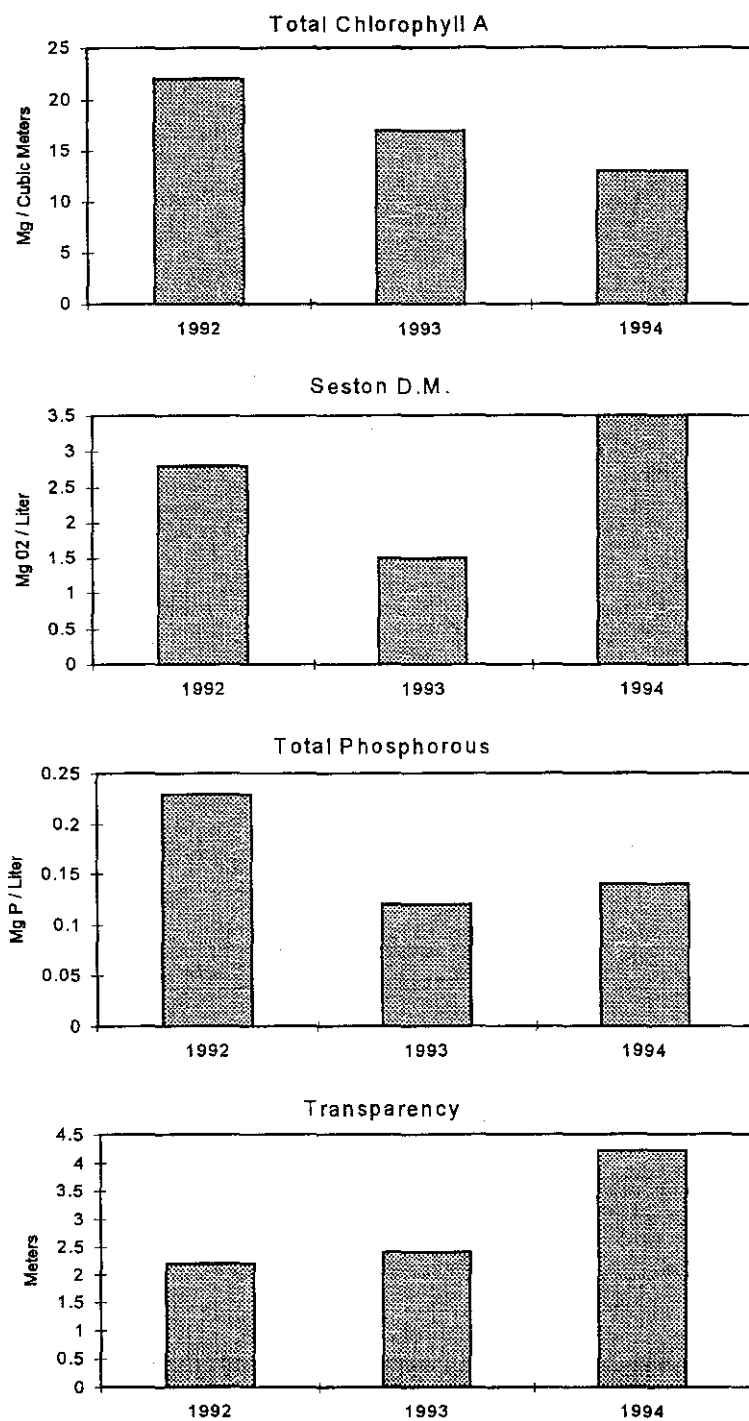 Total Chlorophyll A
Mg / Cubic Meters
25
20
15
10
5
0
1992 1993 1994
Seston D.M.
Mg 02 / Liter
3.5
3
2.5
2
1.5
1
0.5
0
1992 1993 1994
Total Phosphorous
Mg P / Liter
0.25
0.2
0.15
0.1
0.05
0
1992 1993 1994
Transparency
Meters
4.5
4
3.5
3
2.5
2
1.5
1
0.5
0
1992 1993 1994